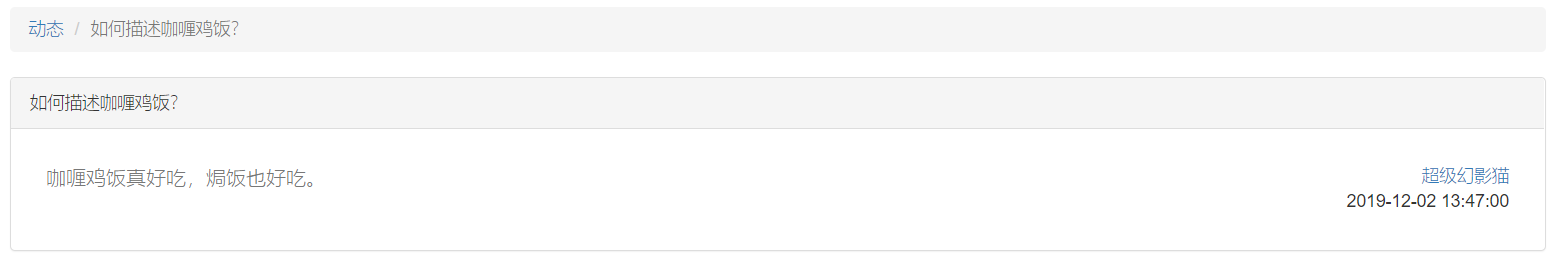 动态 / 如何描述咖喱鸡饭?
如何描述咖喱鸡饭?
咖喱鸡饭真好吃，焗饭也好吃。
超级幻影猫
2019-12-02 13:47:00